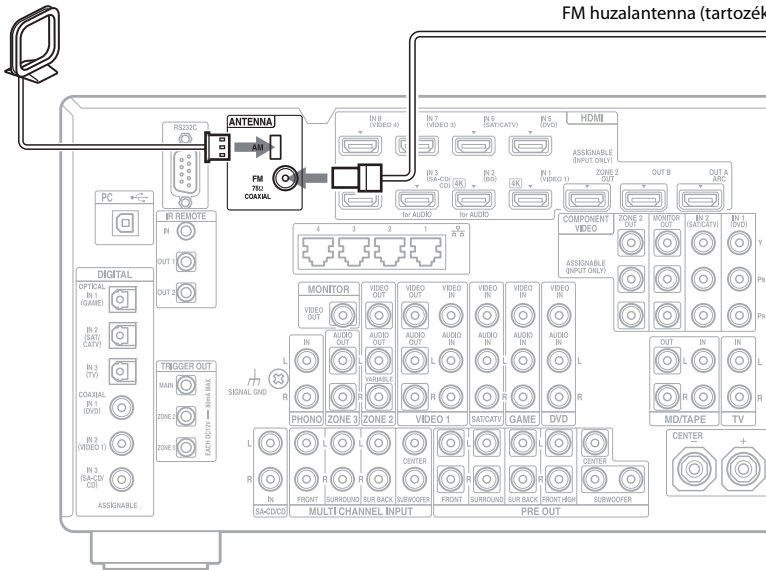 FM huzalantenna (tartozék
ANTENNA
AM
FM
75Ω
COAXIAL
RS232C
PC
IR REMOTE
IN
OUT 1
OUT 2
HDMI
IN 8
(VIDEO 4)
IN 7
(VIDEO 3)
IN 6
(SAT/CATV)
IN 5
(DVD)
ASSIGNABLE
(INPUT ONLY)
IN 3
(SA-CD/
CD)
for AUDIO
4K
IN 2
(BD)
for AUDIO
4K
IN 1
(VIDEO 1)
ZONE 2
OUT
OUT B
OUT A
ARC
4 3 2 1
COMPONENT
VIDEO
ASSIGNABLE
(INPUT ONLY)
ZONE 2
OUT
MONITOR
OUT
IN 2
(SAT/CATV)
IN 1
(DVD)
Y
PB
PR
DIGITAL
OPTICAL
IN 1
(GAME)
IN 2
(SAT/
CATV)
IN 3
(TV)
COAXIAL
IN 1
(DVD)
IN 2
(VIDEO 1)
IN 3
(SA-CD/
CD)
ASSIGNABLE
TRIGGER OUT
MAIN
ZONE 2
ZONE 3
EACH DC12V
80mA MAX
MONITOR
VIDEO
OUT
VIDEO
OUT
VIDEO
OUT
VIDEO
IN
VIDEO
IN
VIDEO
IN
VIDEO
IN
SIGNAL GND
IN
AUDIO
OUT
AUDIO
OUT
AUDIO
OUT
AUDIO
IN
AUDIO
IN
AUDIO
IN
AUDIO
IN
VARIABLE
L L L L L L
R R R R R R
PHONO
ZONE 3
ZONE 2
VIDEO 1
SAT/CATV
GAME
DVD
OUT IN
L
R
MD/TAPE
IN
L
R
TV
L
R
IN
SA-CD/CD
L
R
FRONT
SURROUND
SUR BACK
CENTER
SUBWOOFER
MULTI CHANNEL INPUT
L
R
FRONT
SURROUND
SUR BACK
FRONT HIGH
CENTER
SUBWOOFER
PRE OUT
CENTER
− +